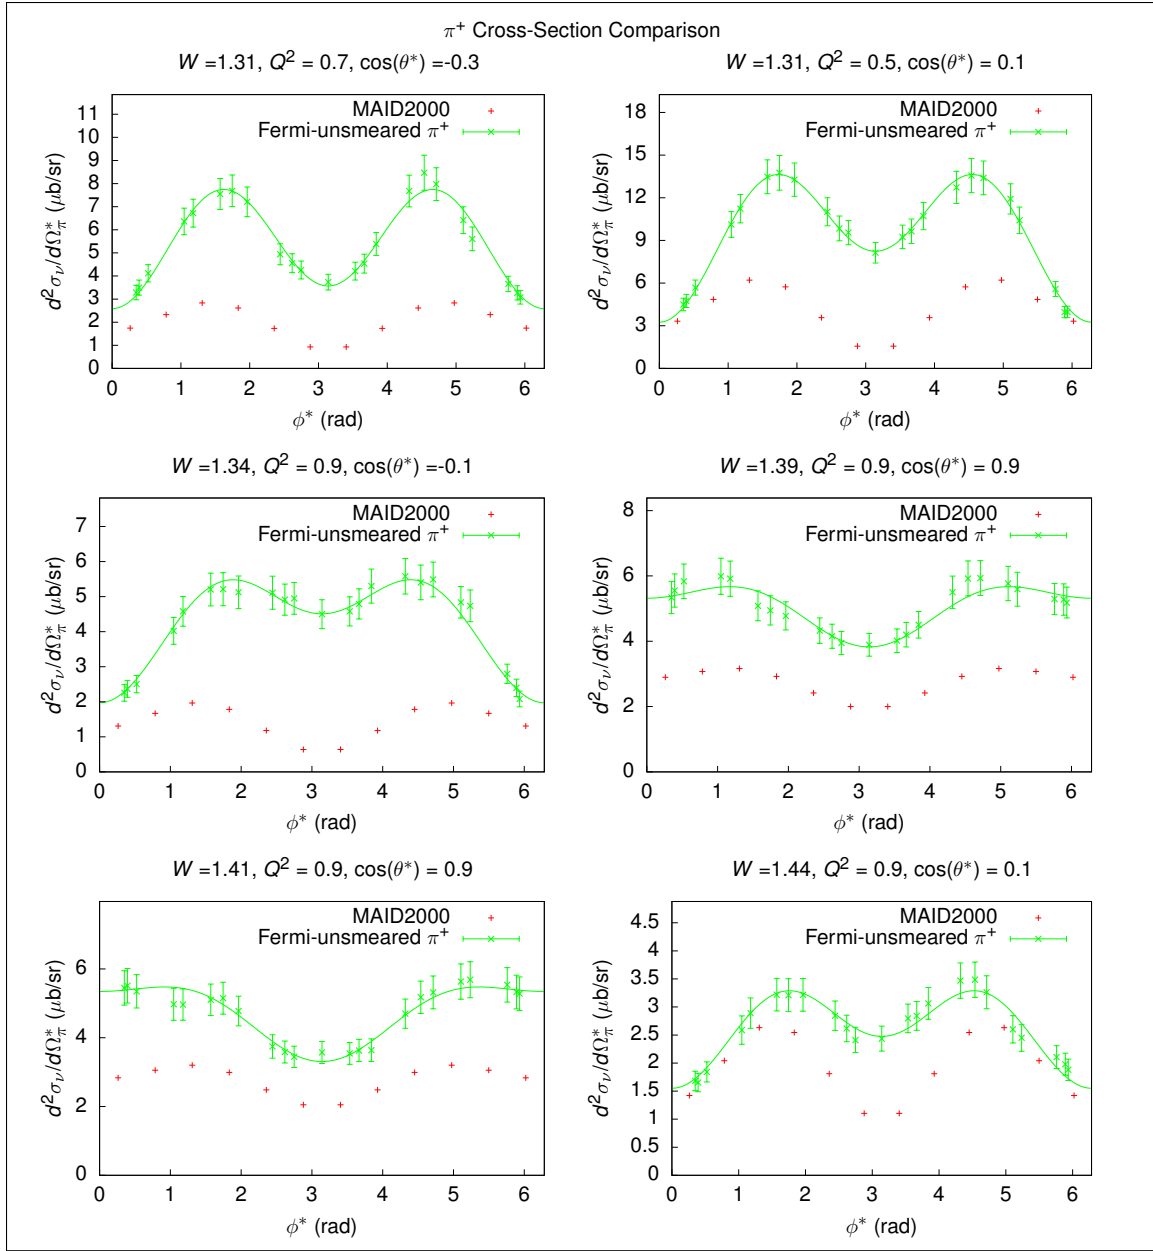 π⁺ Cross-Section Comparison
W =1.31, Q² = 0.7, cos(θ*) =-0.3
MAID2000
Fermi-unsmeared π⁺
d²σᵥ/dΩ*π (μb/sr)
11
10
9
8
7
6
5
4
3
2
1
0
0 1 2 3 4 5 6
ϕ* (rad)
W =1.31, Q² = 0.5, cos(θ*) = 0.1
MAID2000
Fermi-unsmeared π⁺
d²σᵥ/dΩ*π (μb/sr)
18
15
12
9
6
3
0
0 1 2 3 4 5 6
ϕ* (rad)
W =1.34, Q² = 0.9, cos(θ*) =-0.1
MAID2000
Fermi-unsmeared π⁺
d²σᵥ/dΩ*π (μb/sr)
7
6
5
4
3
2
1
0
0 1 2 3 4 5 6
ϕ* (rad)
W =1.39, Q² = 0.9, cos(θ*) = 0.9
MAID2000
Fermi-unsmeared π⁺
d²σᵥ/dΩ*π (μb/sr)
8
6
4
2
0
0 1 2 3 4 5 6
ϕ* (rad)
W =1.41, Q² = 0.9, cos(θ*) = 0.9
MAID2000
Fermi-unsmeared π⁺
d²σᵥ/dΩ*π (μb/sr)
6
4
2
0
0 1 2 3 4 5 6
ϕ* (rad)
W =1.44, Q² = 0.9, cos(θ*) = 0.1
MAID2000
Fermi-unsmeared π⁺
d²σᵥ/dΩ*π (μb/sr)
4.5
4
3.5
3
2.5
2
1.5
1
0.5
0
0 1 2 3 4 5 6
ϕ* (rad)